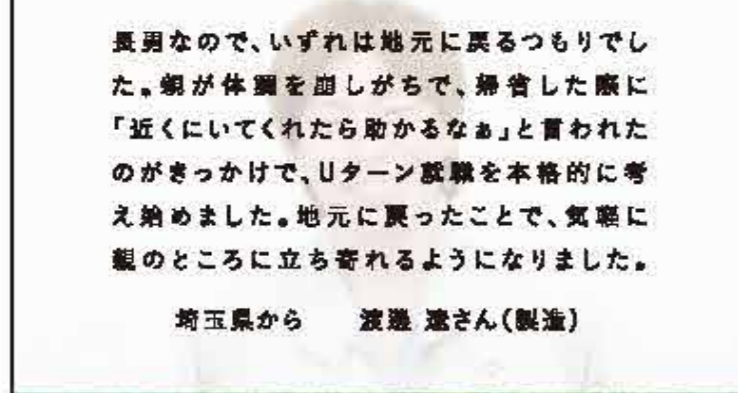 長男なので、いずれは地元に戻るつもりでし
た。親が体調を崩しがちで、帰省した際に
「近くにいてくれたら助かるなぁ」と言われた
のがきっかけで、Uターン就職を本格的に考
え始めました。地元に戻ったことで、気軽に
親のところに立ち寄れるようになりました。
埼玉県から 渡邊 さん(製造)